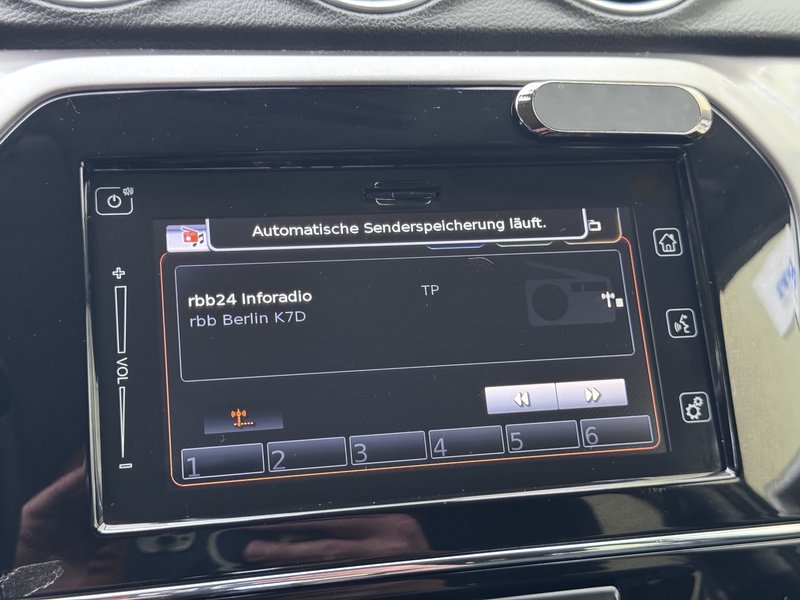 Automatische Senderspeicherung läuft.
rbb24 Inforadio
TP
rbb Berlin K7D
VOL
1
2
3
4
5
6